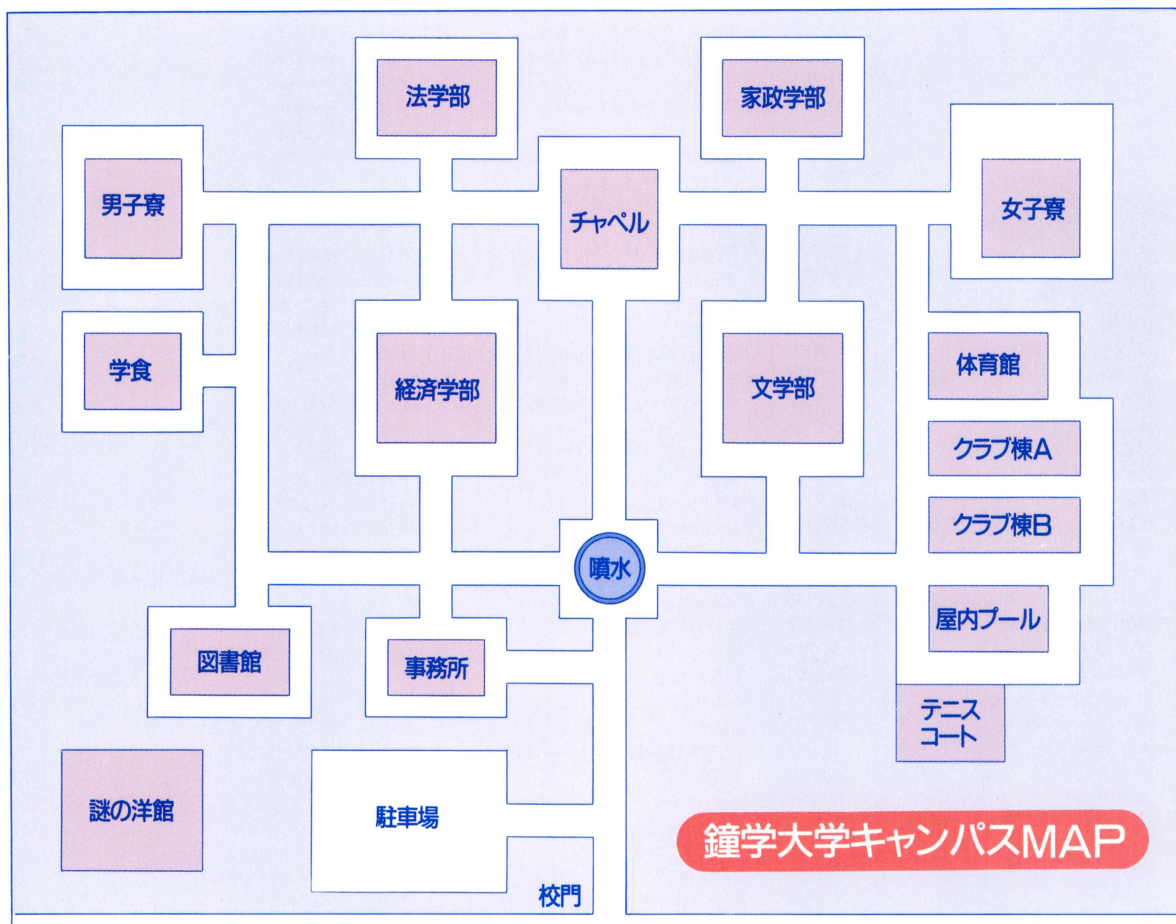 法学部
家政学部
男子寮
チャペル
女子寮
学食
経済学部
文学部
体育館
クラブ棟A
クラブ棟B
噴水
屋内プール
図書館
事務所
テニス
コート
謎の洋館
駐車場
鐘学大学キャンパスMAP
校門